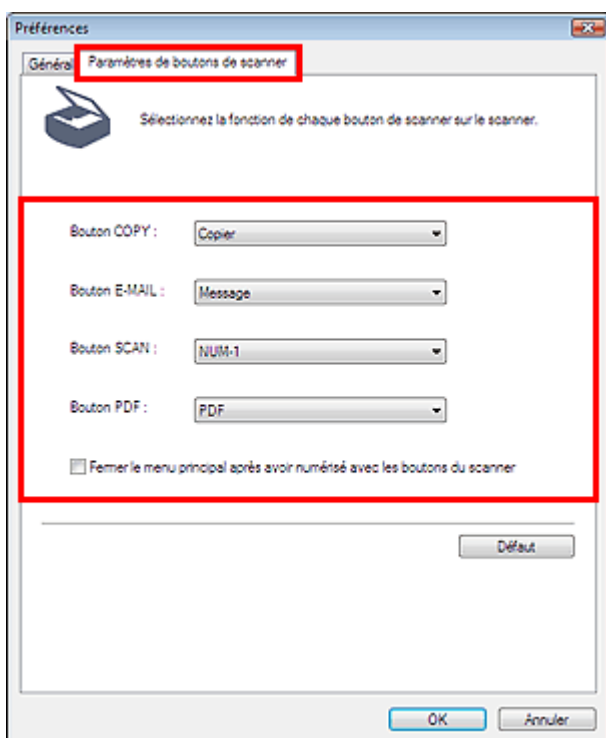 Préférences
Général Paramètres de boutons de scanner
Sélectionnez la fonction de chaque bouton de scanner sur le scanner.
Bouton COPY : Copier
Bouton E-MAIL : Message
Bouton SCAN : NUM-1
Bouton PDF : PDF
Fermer le menu principal après avoir numérisé avec les boutons du scanner
Défaut
OK Annuler